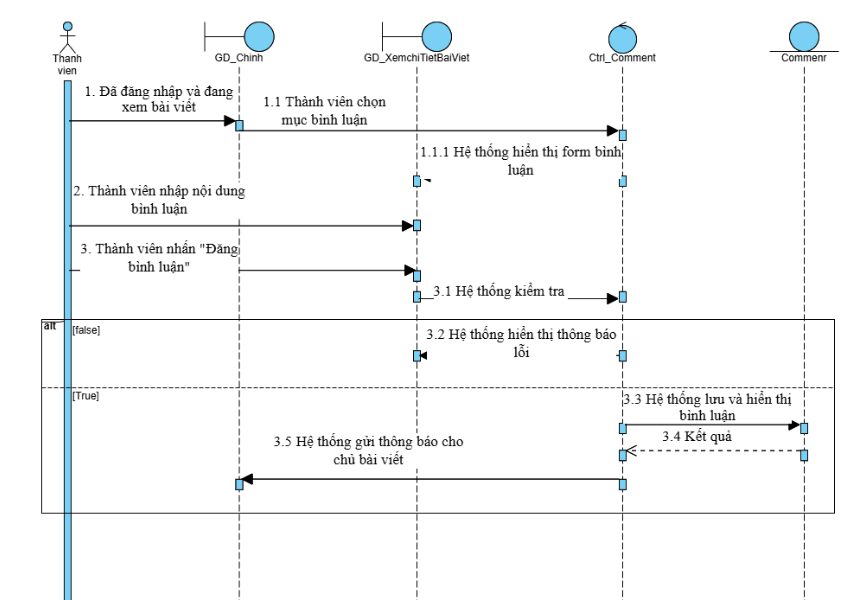 Thanh
vien
GD_Chinh
GD_XemchiTietBaiViet
Ctrl_Comment
Commenr
1. Đã đăng nhập và đang
xem bài viết
1.1 Thành viên chọn
mục bình luận
1.1.1 Hệ thống hiển thị form bình
luận
2. Thành viên nhập nội dung
bình luận
3. Thành viên nhấn "Đăng
bình luận"
3.1 Hệ thống kiểm tra
alt
[false]
3.2 Hệ thống hiển thị thông báo
lỗi
[True]
3.3 Hệ thống lưu và hiển thị
bình luận
3.4 Kết quả
3.5 Hệ thống gửi thông báo cho
chủ bài viết